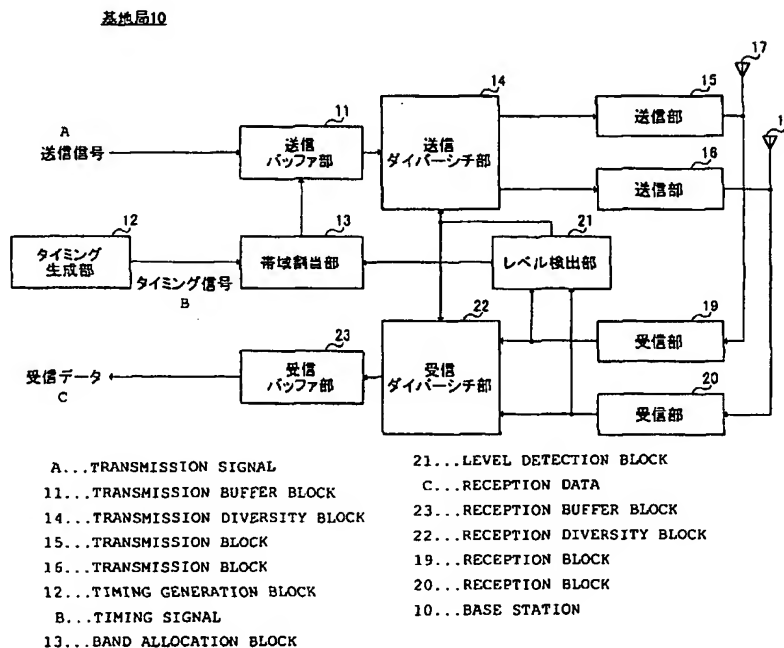 基地局10
17
14
15
11
送信部
A
送信信号
送信
バッファ部
送信
ダイバーシチ部
1
16
送信部
12
13
21
タイミング
生成部
帯域割当部
レベル検出部
タイミング信号
B
22
19
23
受信部
受信データ
C
受信
バッファ部
受信
ダイバーシチ部
20
受信部
A...TRANSMISSION SIGNAL
11...TRANSMISSION BUFFER BLOCK
14...TRANSMISSION DIVERSITY BLOCK
15...TRANSMISSION BLOCK
16...TRANSMISSION BLOCK
12...TIMING GENERATION BLOCK
B...TIMING SIGNAL
13...BAND ALLOCATION BLOCK
21...LEVEL DETECTION BLOCK
C...RECEPTION DATA
23...RECEPTION BUFFER BLOCK
22...RECEPTION DIVERSITY BLOCK
19...RECEPTION BLOCK
20...RECEPTION BLOCK
10...BASE STATION